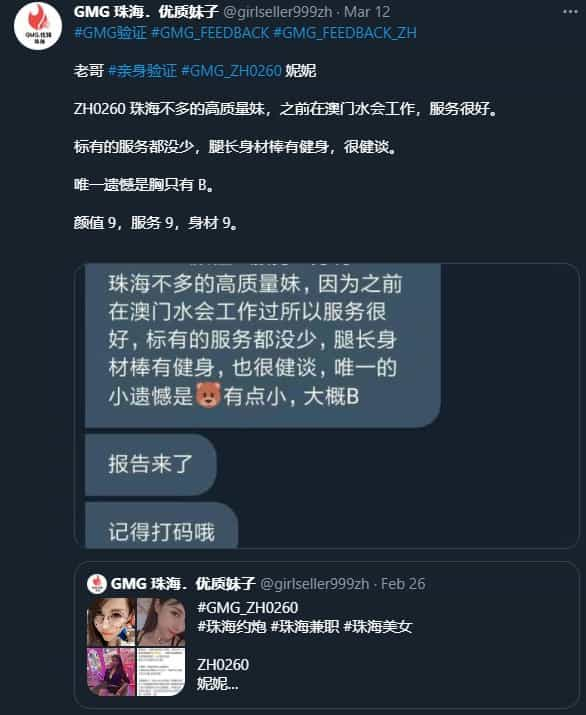 GMG.优妹
珠海
GMG 珠海．优质妹子 @girlseller999zh · Mar 12
#GMG验证 #GMG_FEEDBACK #GMG_FEEDBACK_ZH
老哥 #亲身验证 #GMG_ZH0260 妮妮
ZH0260 珠海不多的高质量妹，之前在澳门水会工作，服务很好。
标有的服务都没少，腿长身材棒有健身，很健谈。
唯一遗憾是胸只有 B。
颜值 9，服务 9，身材 9。
珠海不多的高质量妹，因为之前
在澳门水会工作过所以服务很
好，标有的服务都没少，腿长身
材棒有健身，也很健谈，唯一的
小遗憾是🐻有点小，大概B
报告来了
记得打码哦
GMG 珠海．优质妹子 @girlseller999zh · Feb 26
#GMG_ZH0260
#珠海约炮 #珠海兼职 #珠海美女
ZH0260
妮妮...